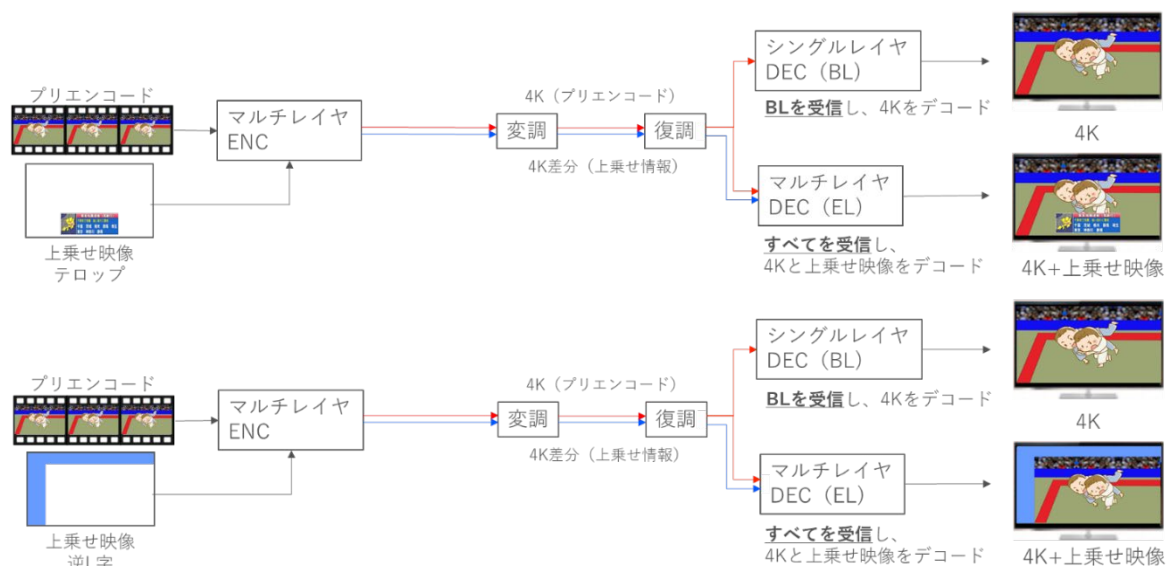 プリエンコード
マルチレイヤ
ENC
上乗せ映像
テロップ
4K（プリエンコード）
変調
復調
4K差分（上乗せ情報）
シングルレイヤ
DEC（BL）
BLを受信し、4Kをデコード
4K
マルチレイヤ
DEC（EL）
すべてを受信し、
4Kと上乗せ映像をデコード
4K+上乗せ映像
プリエンコード
マルチレイヤ
ENC
上乗せ映像
逆L字
4K（プリエンコード）
変調
復調
4K差分（上乗せ情報）
シングルレイヤ
DEC（BL）
BLを受信し、4Kをデコード
4K
マルチレイヤ
DEC（EL）
すべてを受信し、
4Kと上乗せ映像をデコード
4K+上乗せ映像